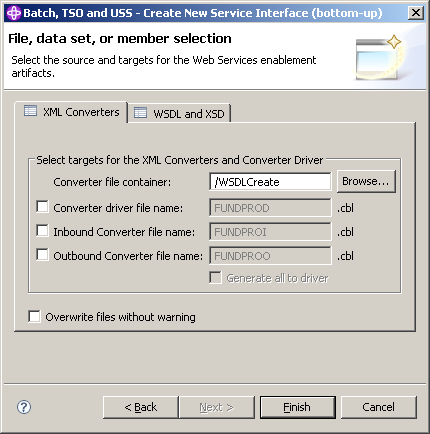 Batch, TSO and USS - Create New Service Interface (bottom-up)
File, data set, or member selection
Select the source and targets for the Web Services enablement
artifacts.
XML Converters WSDL and XSD
Select targets for the XML Converters and Converter Driver
Converter file container: /WSDLCreate Browse...
Converter driver file name: FUNDPROD .cbl
Inbound Converter file name: FUNDPROI .cbl
Outbound Converter file name: FUNDPROO .cbl
Generate all to driver
Overwrite files without warning
? < Back Next > Finish Cancel